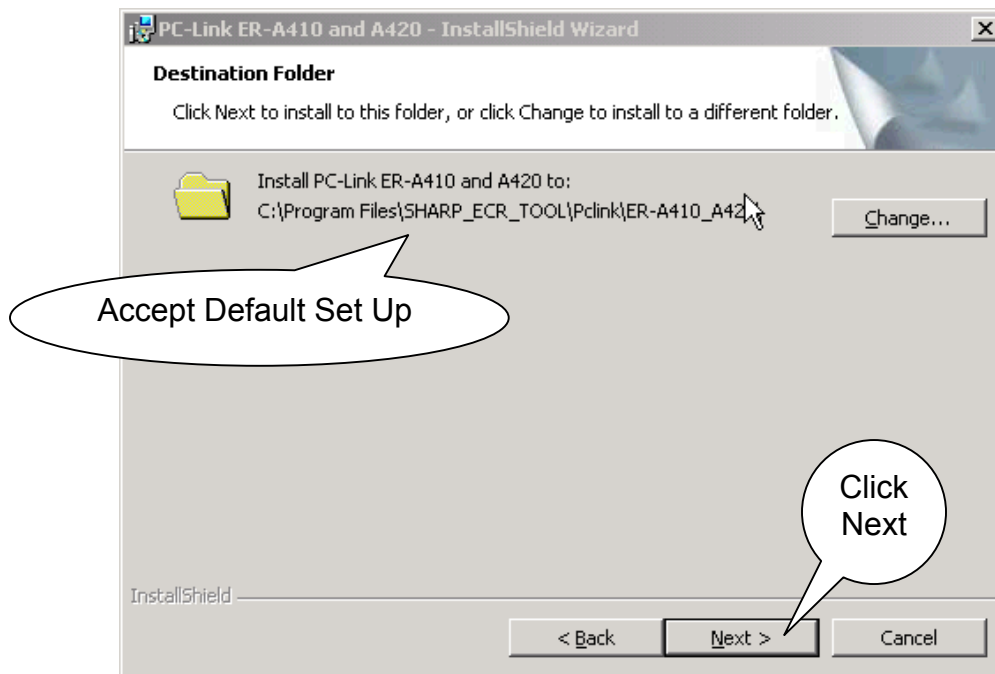 PC-Link ER-A410 and A420 - InstallShield Wizard
Destination Folder
Click Next to install to this folder, or click Change to install to a different folder.
Install PC-Link ER-A410 and A420 to:
C:\Program Files\SHARP_ECR_TOOL\Pclink\
Change...
Accept Default Set Up
Click
Next
InstallShield
< Back
Next >
Cancel